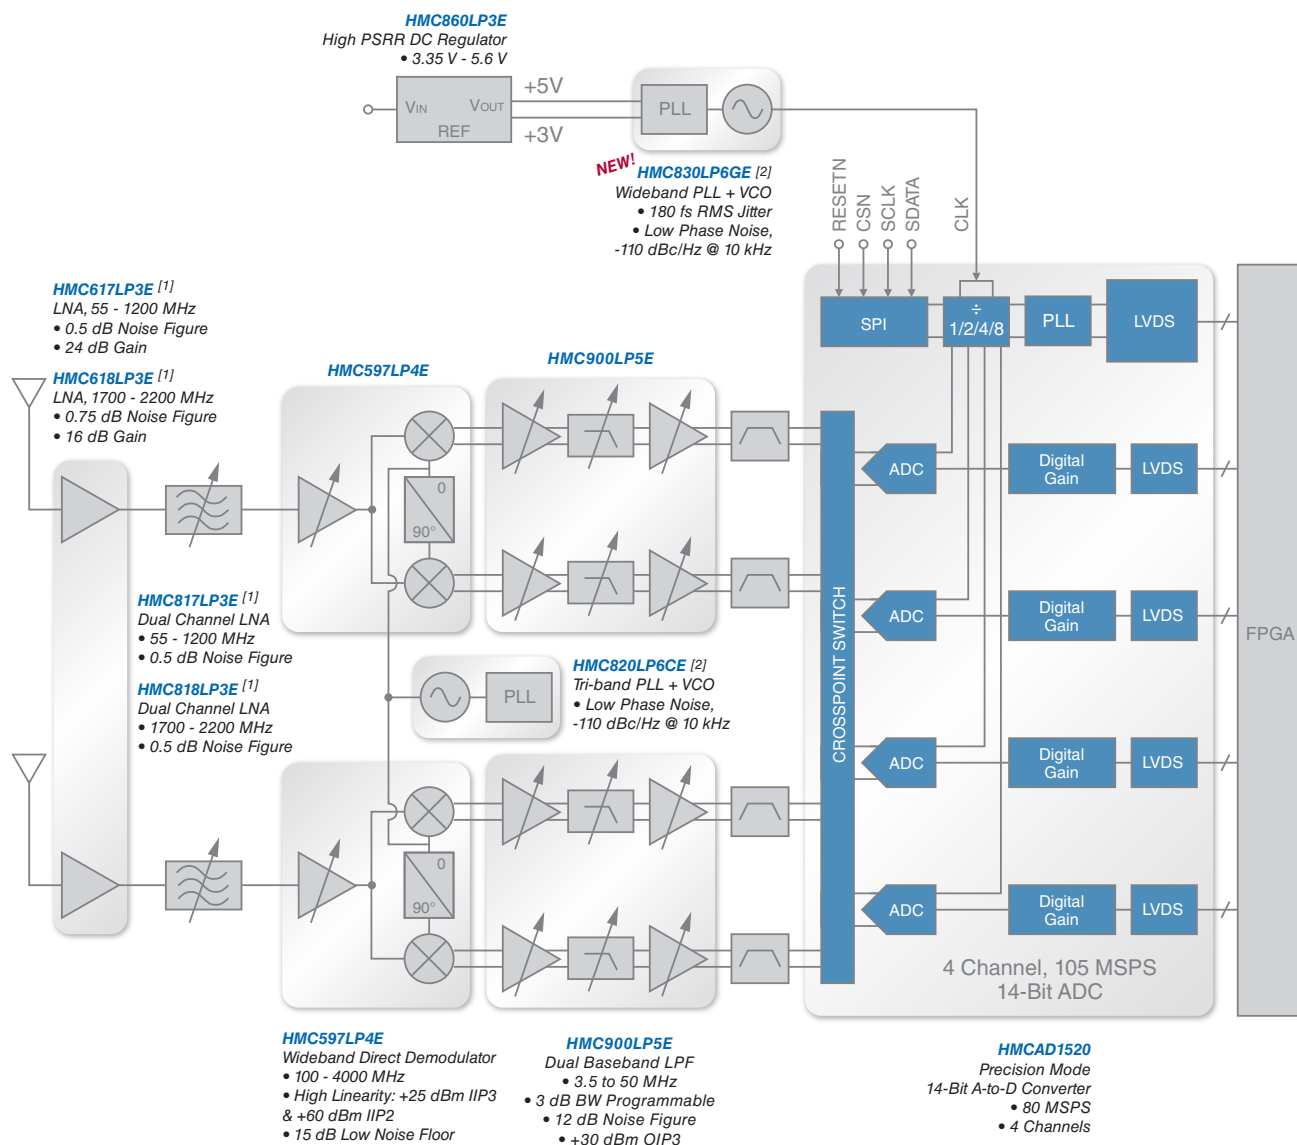 HMC860LP3E
High PSRR DC Regulator
• 3.35 V - 5.6 V
VIN
VOUT
REF
+5V
+3V
PLL
NEW!
HMC830LP6GE [2]
Wideband PLL + VCO
• 180 fs RMS Jitter
• Low Phase Noise,
-110 dBc/Hz @ 10 kHz
RESETN
CSN
SCLK
SDATA
CLK
HMC617LP3E [1]
LNA, 55 - 1200 MHz
• 0.5 dB Noise Figure
• 24 dB Gain
HMC618LP3E [1]
LNA, 1700 - 2200 MHz
• 0.75 dB Noise Figure
• 16 dB Gain
HMC597LP4E
HMC900LP5E
SPI
÷
1/2/4/8
PLL
LVDS
0
90°
ADC
Digital
Gain
LVDS
HMC817LP3E [1]
Dual Channel LNA
• 55 - 1200 MHz
• 0.5 dB Noise Figure
HMC818LP3E [1]
Dual Channel LNA
• 1700 - 2200 MHz
• 0.5 dB Noise Figure
PLL
HMC820LP6CE [2]
Tri-band PLL + VCO
• Low Phase Noise,
-110 dBc/Hz @ 10 kHz
CROSSPOINT SWITCH
ADC
Digital
Gain
LVDS
FPGA
ADC
Digital
Gain
LVDS
0
90°
ADC
Digital
Gain
LVDS
4 Channel, 105 MSPS
14-Bit ADC
HMC597LP4E
Wideband Direct Demodulator
• 100 - 4000 MHz
• High Linearity: +25 dBm IIP3
& +60 dBm IIP2
• 15 dB Low Noise Floor
HMC900LP5E
Dual Baseband LPF
• 3.5 to 50 MHz
• 3 dB BW Programmable
• 12 dB Noise Figure
• +30 dBm OIP3
HMCAD1520
Precision Mode
14-Bit A-to-D Converter
• 80 MSPS
• 4 Channels